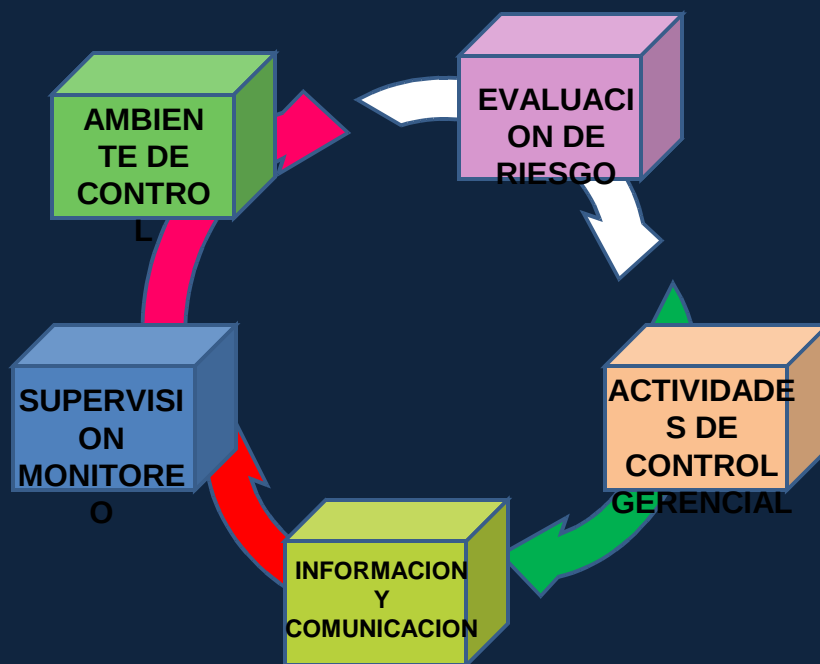 AMBIEN
TE DE
CONTRO
L
EVALUACI
ON DE
RIESGO
ACTIVIDADE
S DE
CONTROL
GERENCIAL
INFORMACION
Y
COMUNICACION
SUPERVISI
ON
MONITORE
O